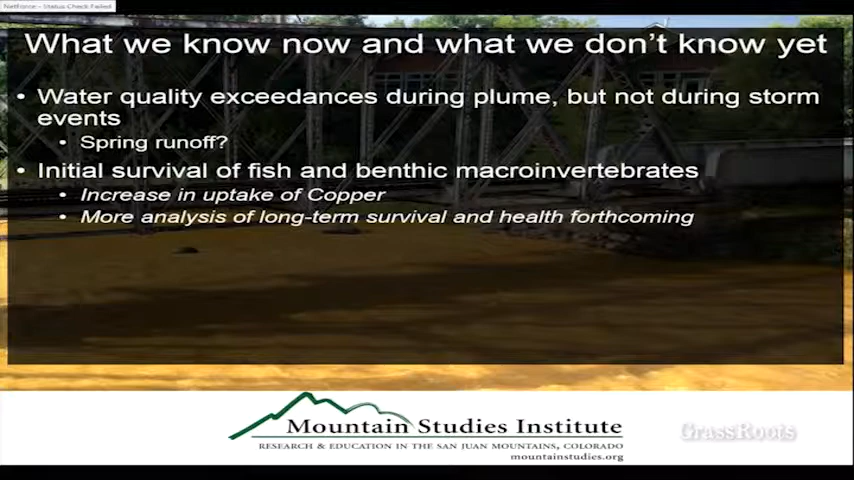 NetForce - Status Check Failed
What we know now and what we don't know yet
• Water quality exceedances during plume, but not during storm
events
• Spring runoff?
• Initial survival of fish and benthic macroinvertebrates
• Increase in uptake of Copper
• More analysis of long-term survival and health forthcoming
Mountain Studies Institute
RESEARCH & EDUCATION IN THE SAN JUAN MOUNTAINS, COLORADO
mountainstudies.org
GrassRoots